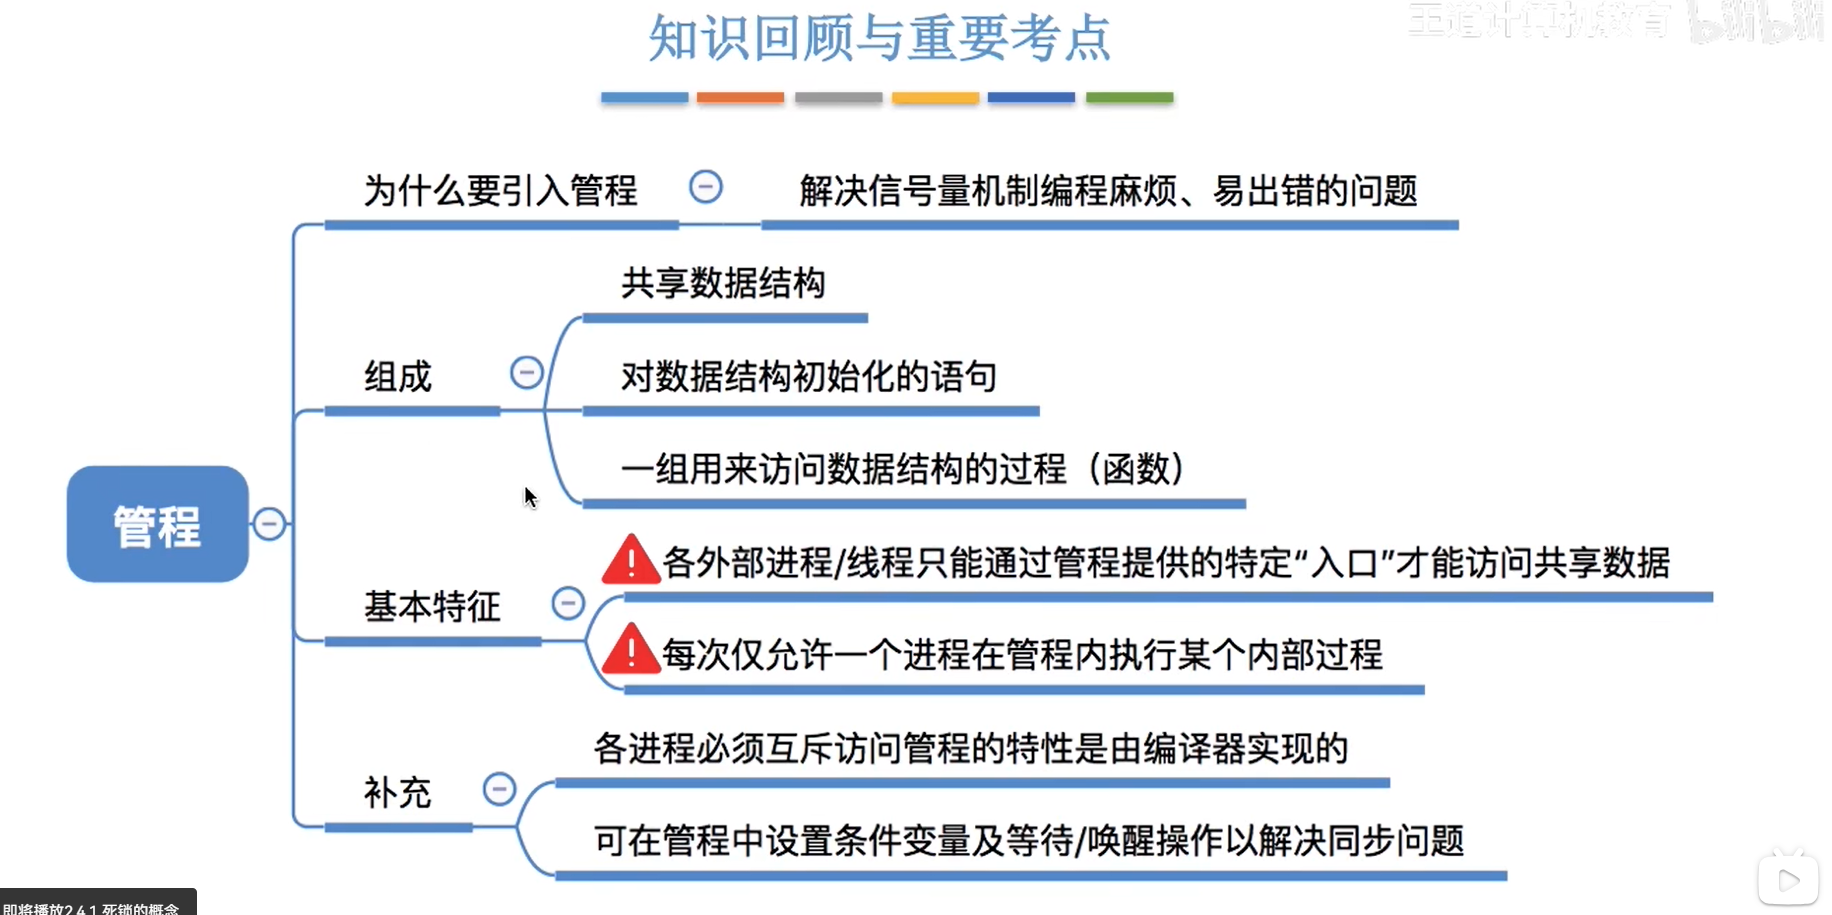 知识回顾与重要考点
王道计算机教育
为什么要引入管程
解决信号量机制编程麻烦、易出错的问题
共享数据结构
组成
对数据结构初始化的语句
一组用来访问数据结构的过程（函数）
管程
各外部进程/线程只能通过管程提供的特定“入口”才能访问共享数据
基本特征
每次仅允许一个进程在管程内执行某个内部过程
各进程必须互斥访问管程的特性是由编译器实现的
补充
可在管程中设置条件变量及等待/唤醒操作以解决同步问题
即将播放2.4.1 死锁的概念